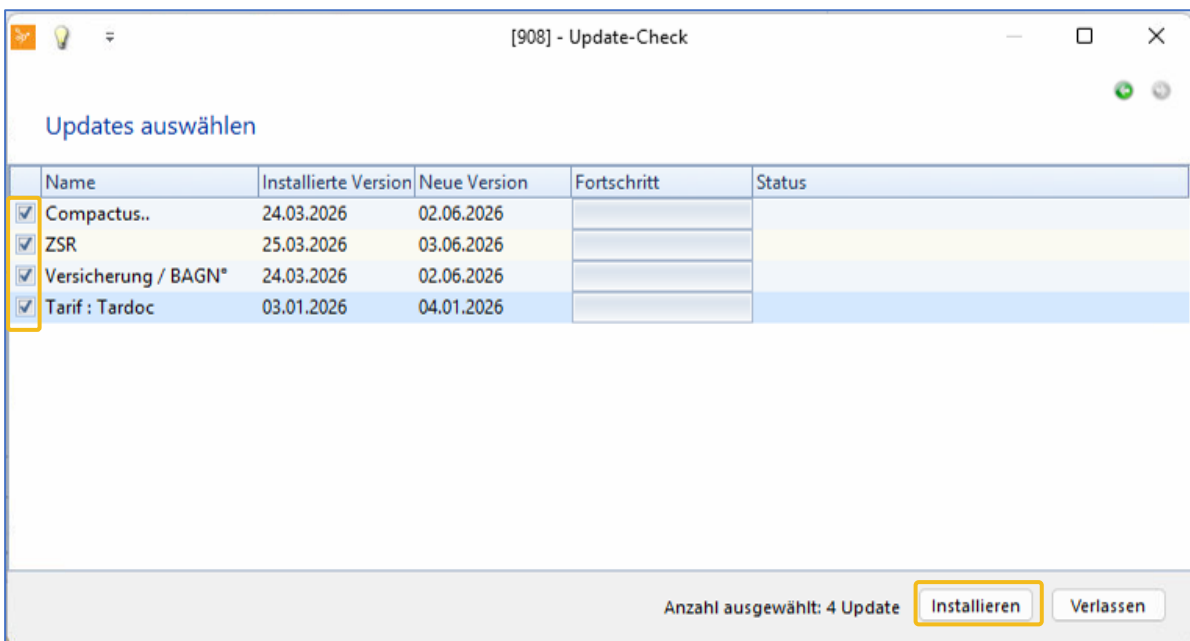 [908] - Update-Check
Updates auswählen
Name Installierte Version Neue Version Fortschritt Status
Compactus.. 24.03.2026 02.06.2026
ZSR 25.03.2026 03.06.2026
Versicherung / BAGN° 24.03.2026 02.06.2026
Tarif : Tardoc 03.01.2026 04.01.2026
Anzahl ausgewählt: 4 Update Installieren Verlassen